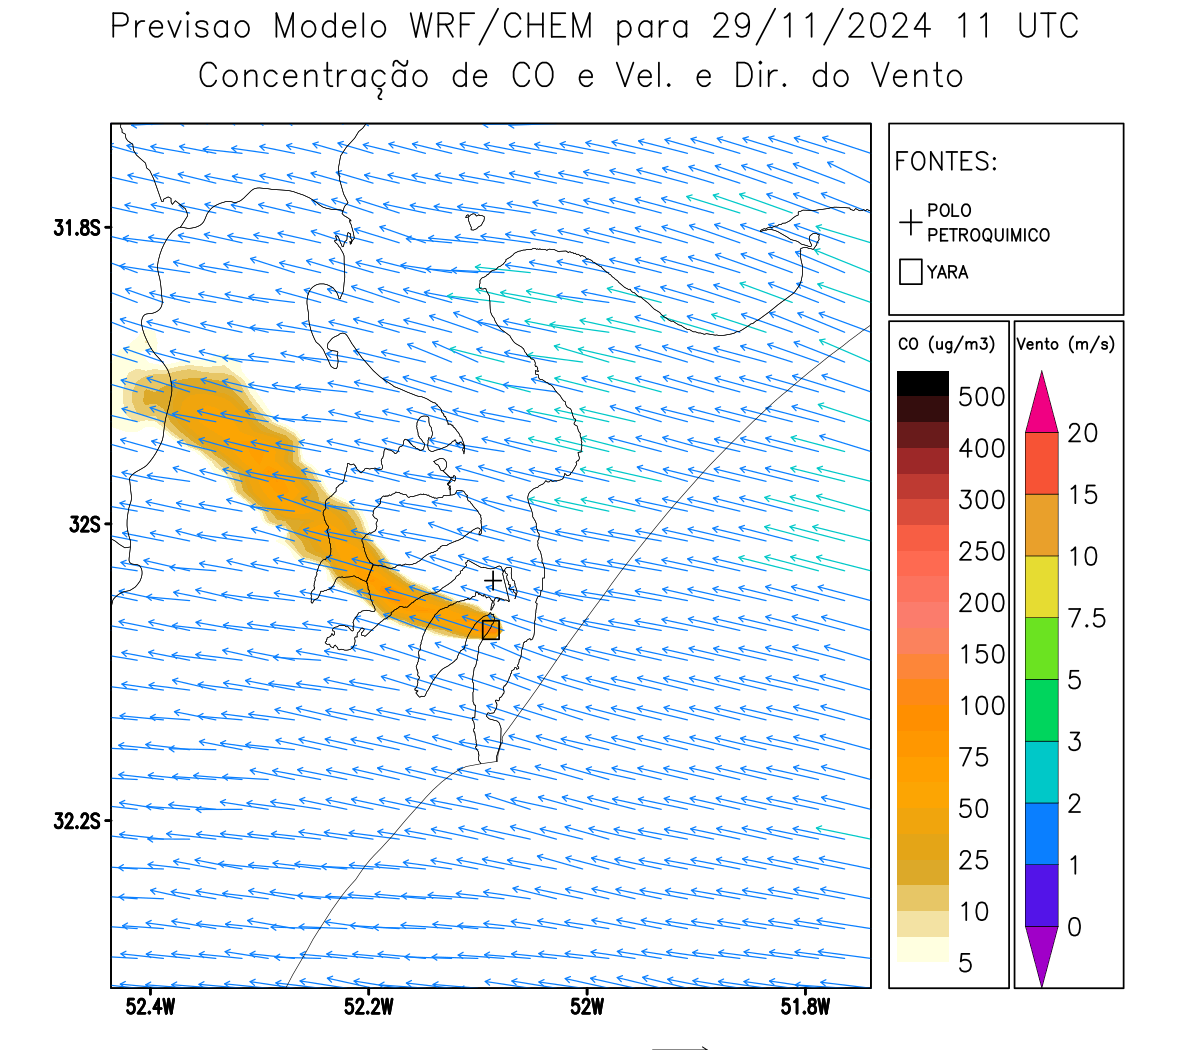 Previsao Modelo WRF/CHEM para 29/11/2024 11 UTC
Concentração de CO e Vel. e Dir. do Vento
FONTES:
POLO
PETROQUIMICO
YARA
CO (ug/m3)
500
400
300
250
200
150
100
75
50
25
10
5
Vento (m/s)
20
15
10
7.5
5
3
2
1
0
31.8S
32S
32.2S
52.4W
52.2W
52W
51.8W